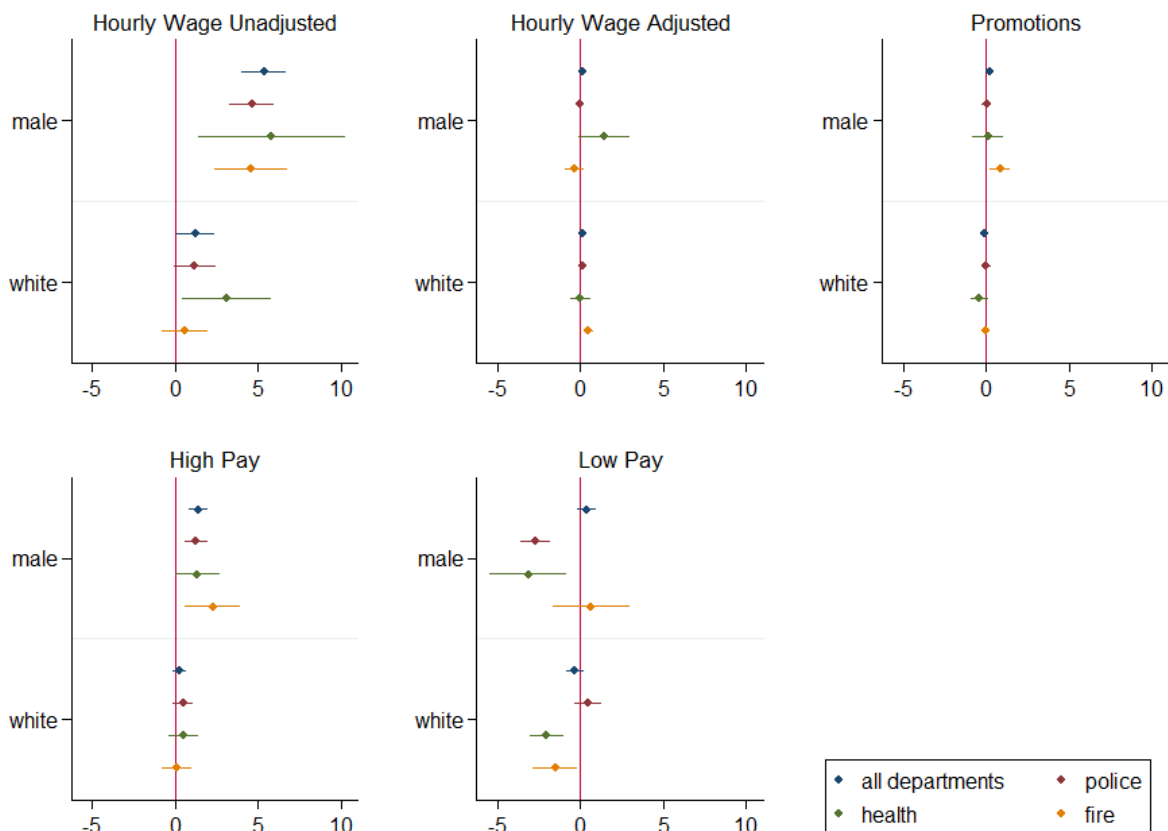 Hourly Wage Unadjusted
male
white
-5 0 5 10
Hourly Wage Adjusted
-5 0 5 10
Promotions
male
white
-5 0 5 10
High Pay
male
white
-5 0 5 10
Low Pay
male
white
-5 0 5 10
all departments police
health fire